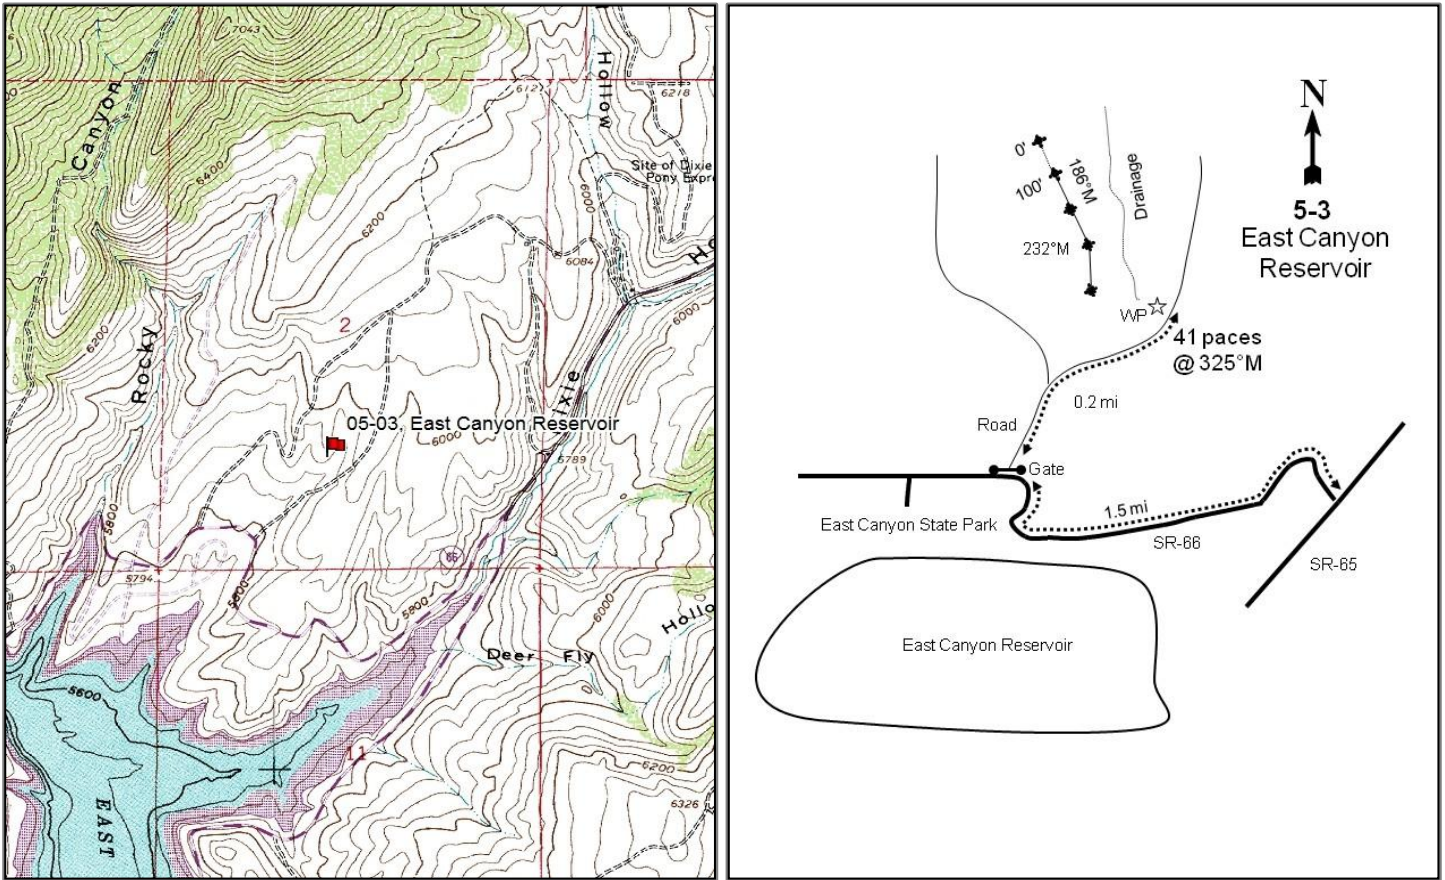 7043
Canyon
Hollow
6127
6218
Site of Dixie
Pony Expre
6400
6200
6000
6084
Ho
6200
2
6000
Rocky
Dixie
05-03, East Canyon Reservoir
6000
5789
5800
66
5794
5800
5800
6000
Hollo
Deer Fly
5600
11
6200
6326
EAST
N
5-3
East Canyon
Reservoir
0'
100'
186°M
Drainage
232°M
WP
41 paces
@ 325°M
0.2 mi
Road
Gate
1.5 mi
East Canyon State Park
SR-66
SR-65
East Canyon Reservoir